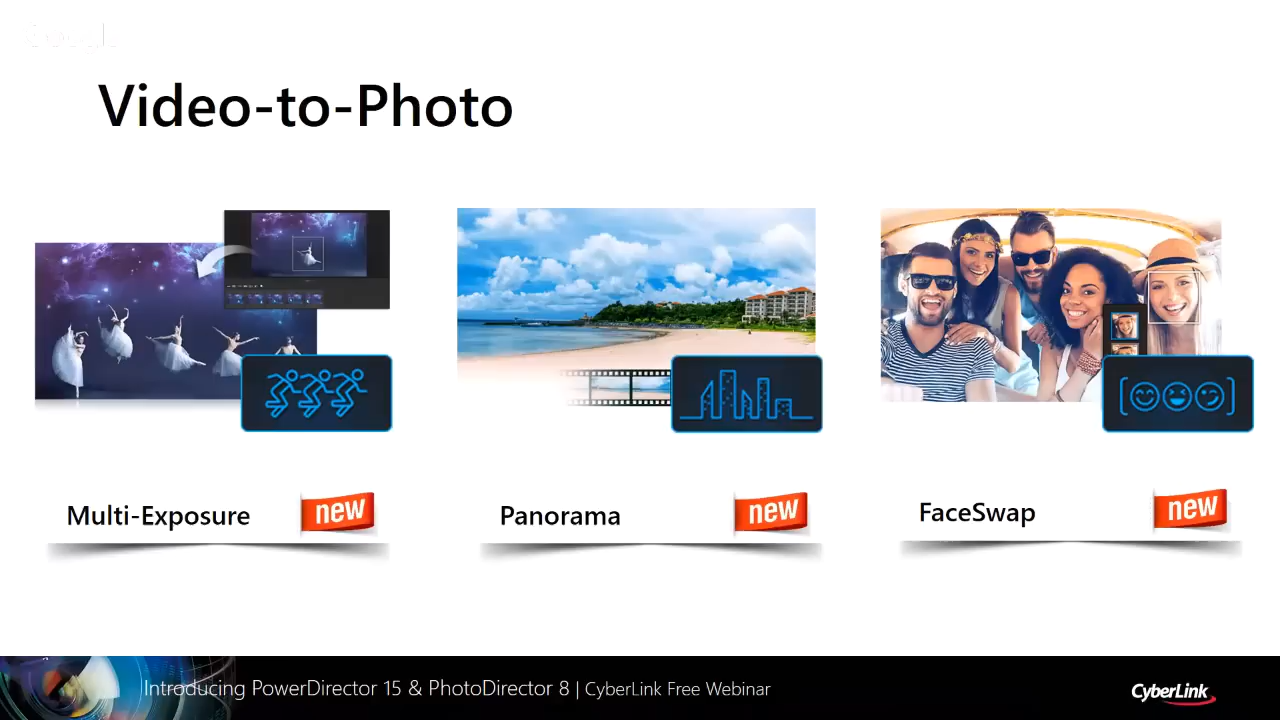 Video-to-Photo
Multi-Exposure
new
Panorama
new
FaceSwap
new
Introducing PowerDirector 15 & PhotoDirector 8 | CyberLink Free Webinar
CyberLink